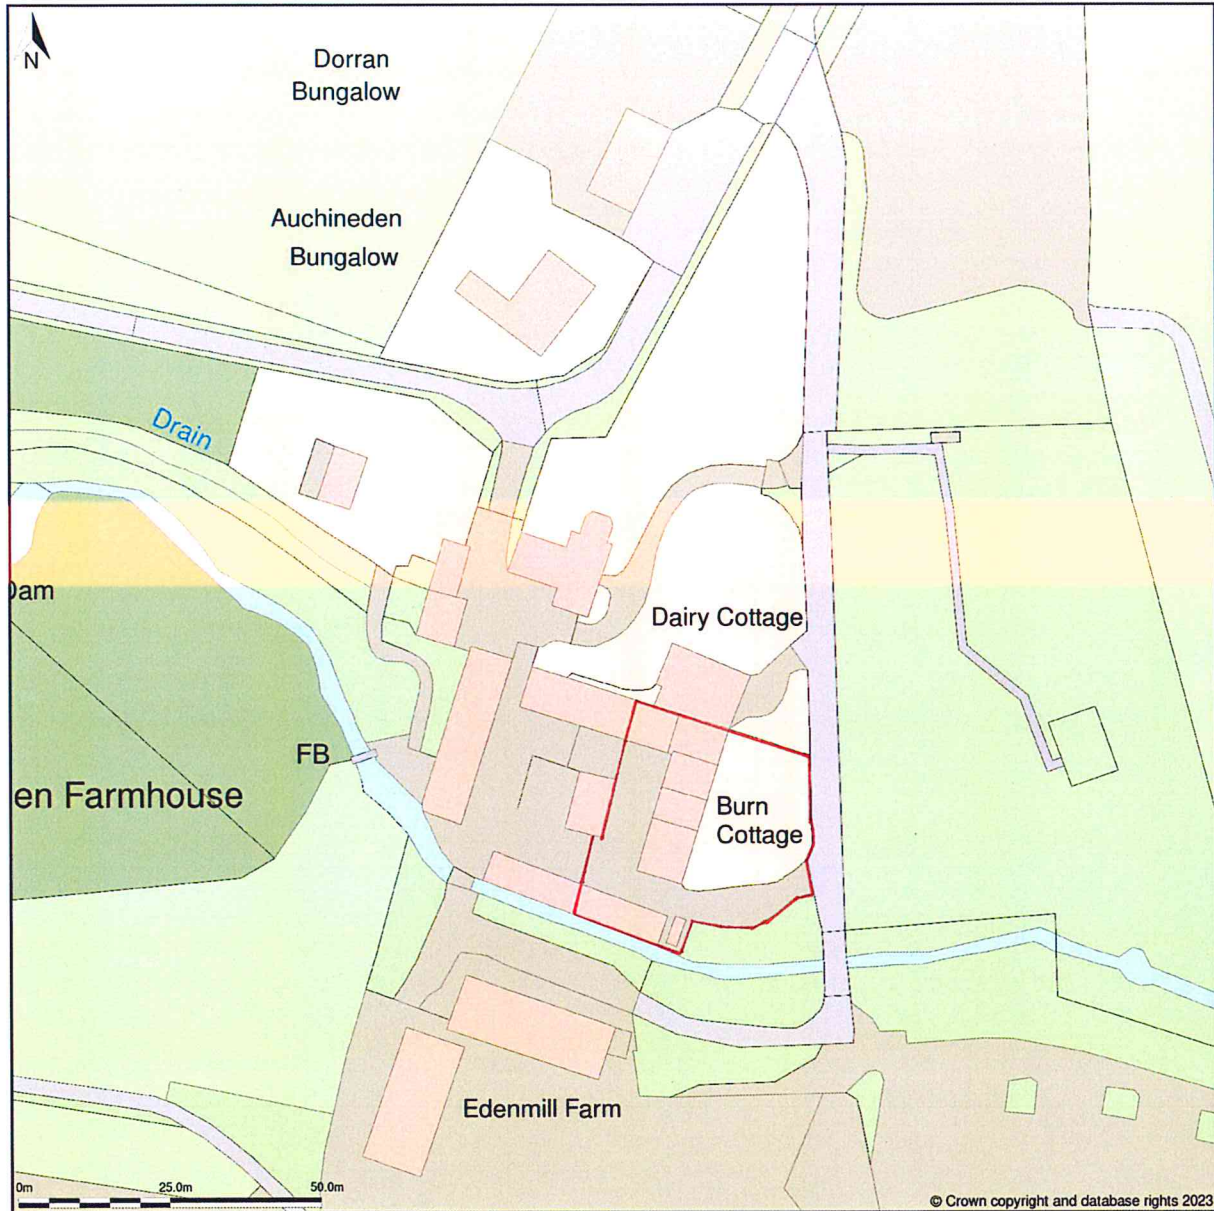 N
Dorran
Bungalow
Auchineden
Bungalow
Drain
Dam
Dairy Cottage
FB
en Farmhouse
Burn
Cottage
Edenmill Farm
0m 25.0m 50.0m
© Crown copyright and database rights 2023